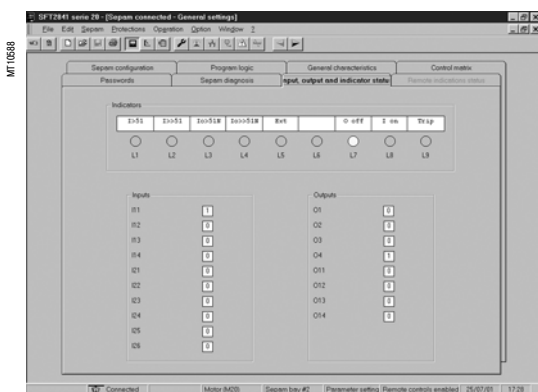 SFT2841 serie 20 - [Sepam connected - General settings]
File Edit Sepam Protections Operation Option Window ?
MT10588
Sepam configuration Program logic General characteristics Control matrix
Passwords Sepam diagnosis Input, output and indicator status Remote indications status
Indicators
I>51 I>>51 Io>51N Io>>51N Ext O off I on Trip
L1 L2 L3 L4 L5 L6 L7 L8 L9
Inputs
I11 1
I12 0
I13 0
I14 0
I21 0
I22 0
I23 0
I24 0
I25 0
I26 0
Outputs
O1 0
O2 0
O3 0
O4 1
O11 0
O12 0
O13 0
O14 0
Connected Motor (M20) Sepam bay #2 Parameter setting Remote controls enabled 25/07/01 17:28